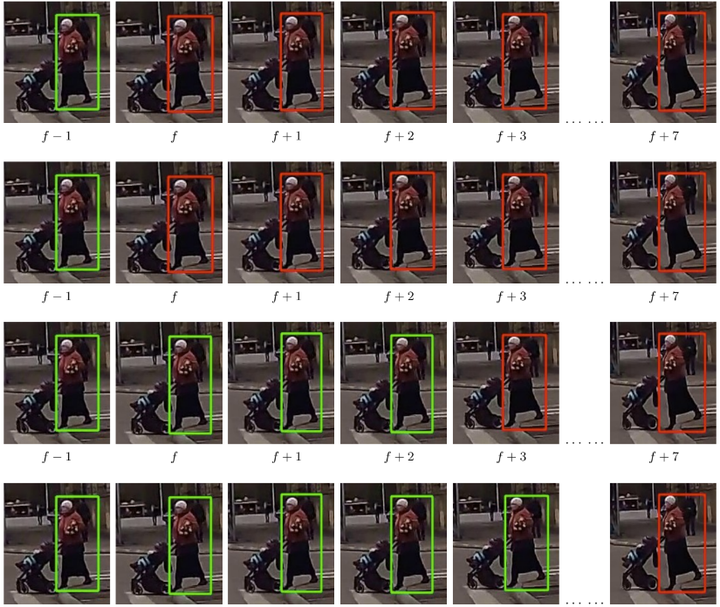 f − 1 f f + 1 f + 2 f + 3 ... ... f + 7
f − 1 f f + 1 f + 2 f + 3 ... ... f + 7
f − 1 f f + 1 f + 2 f + 3 ... ... f + 7
... ...